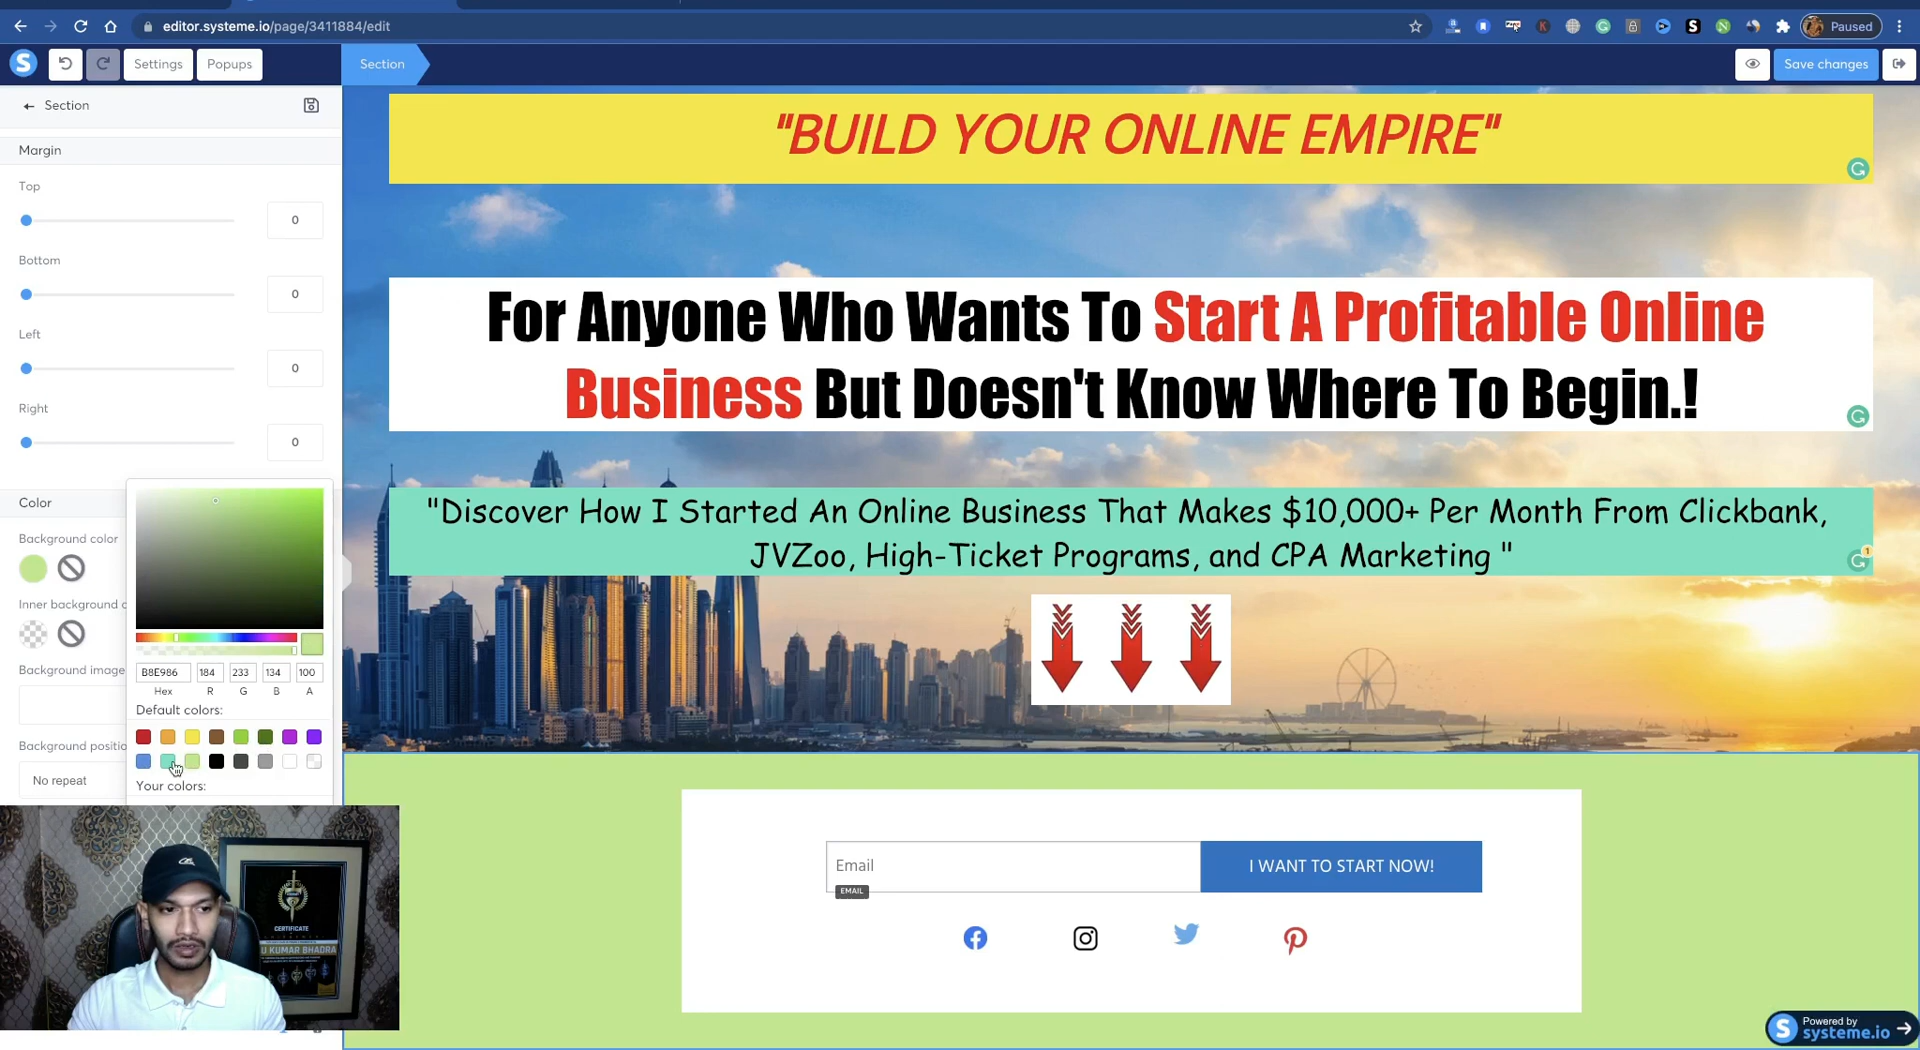 editor.systeme.io/page/3411884/edit
Paused
S
Settings
Popups
Section
Save changes
Section
Margin
Top
0
Bottom
0
Left
0
Right
0
Color
Background color
Inner background c
Background image
Background positio
No repeat
B8E986
184
233
134
100
Hex
R
G
B
A
Default colors:
Your colors:
"BUILD YOUR ONLINE EMPIRE"
For Anyone Who Wants To Start A Profitable Online
Business But Doesn't Know Where To Begin.!
"Discover How I Started An Online Business That Makes $10,000+ Per Month From Clickbank,
JVZoo, High-Ticket Programs, and CPA Marketing "
1
Email
EMAIL
I WANT TO START NOW!
CERTIFICATE
U KUMAR BHADRA
S
Powered by
systeme.io